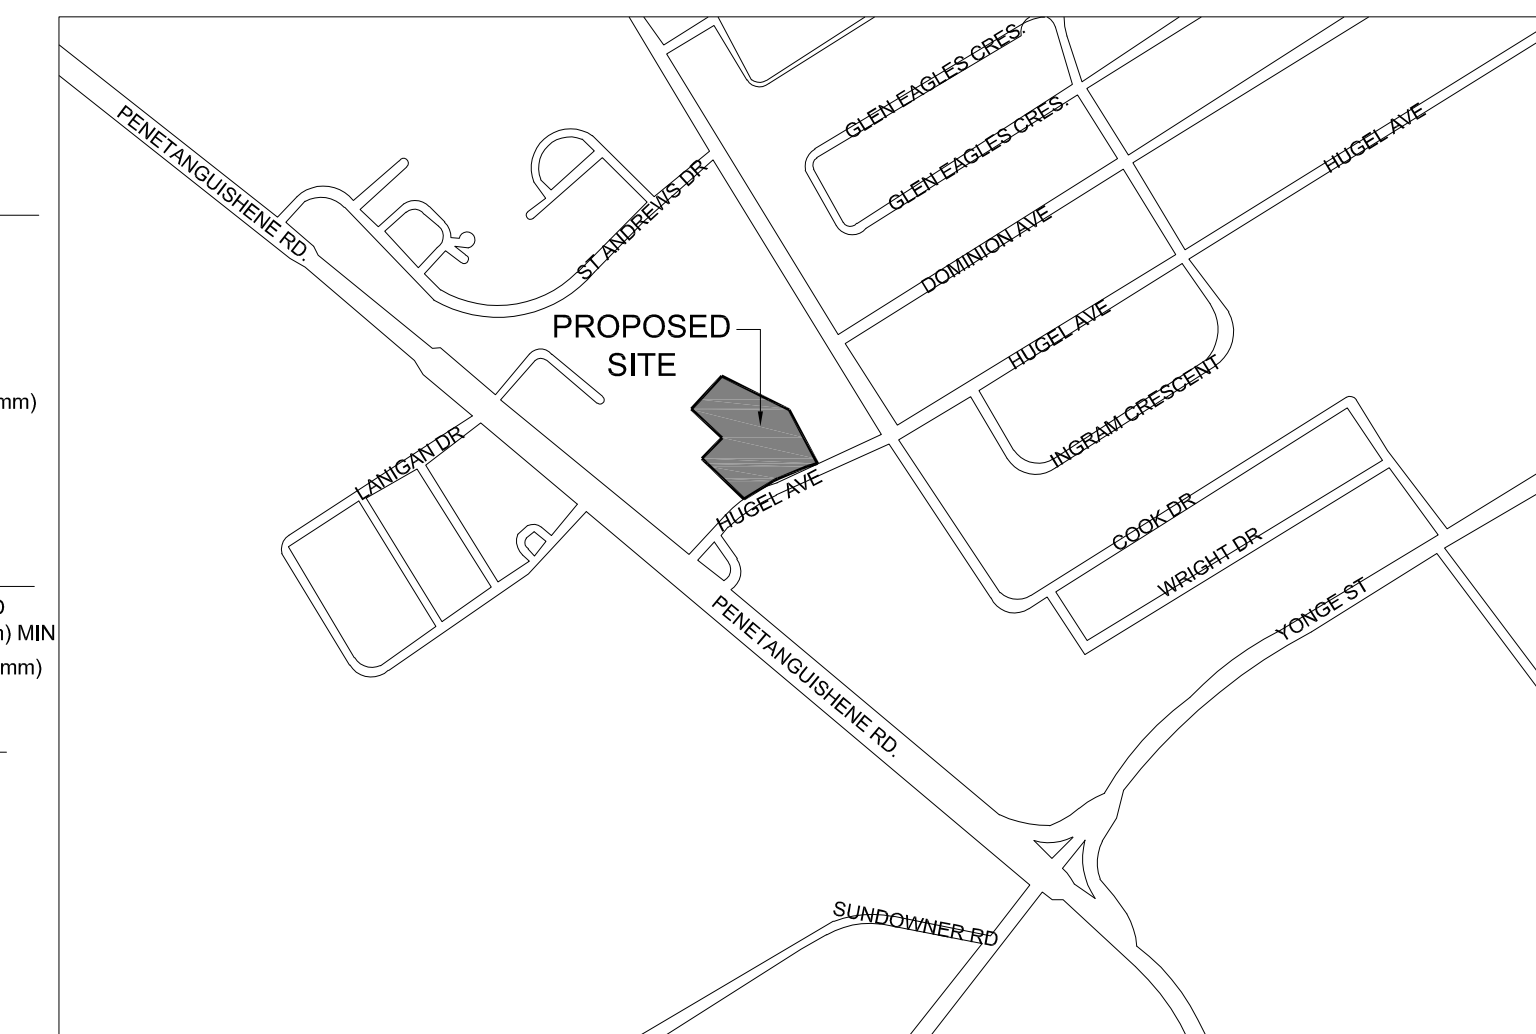 GLEN EAGLES CRES.
GLEN EAGLES CRES.
HUGEL AVE
PENETANGUISHENE RD.
ST ANDREWS DR
DOMINION AVE
HUGEL AVE
PROPOSED
SITE
INGRAM CRESCENT
mm)
LANIGAN DR
HUGEL AVE
COOK DR
WRIGHT DR
YONGE ST
) MIN
mm)
PENETANGUISHENE RD.
SUNDOWNER RD